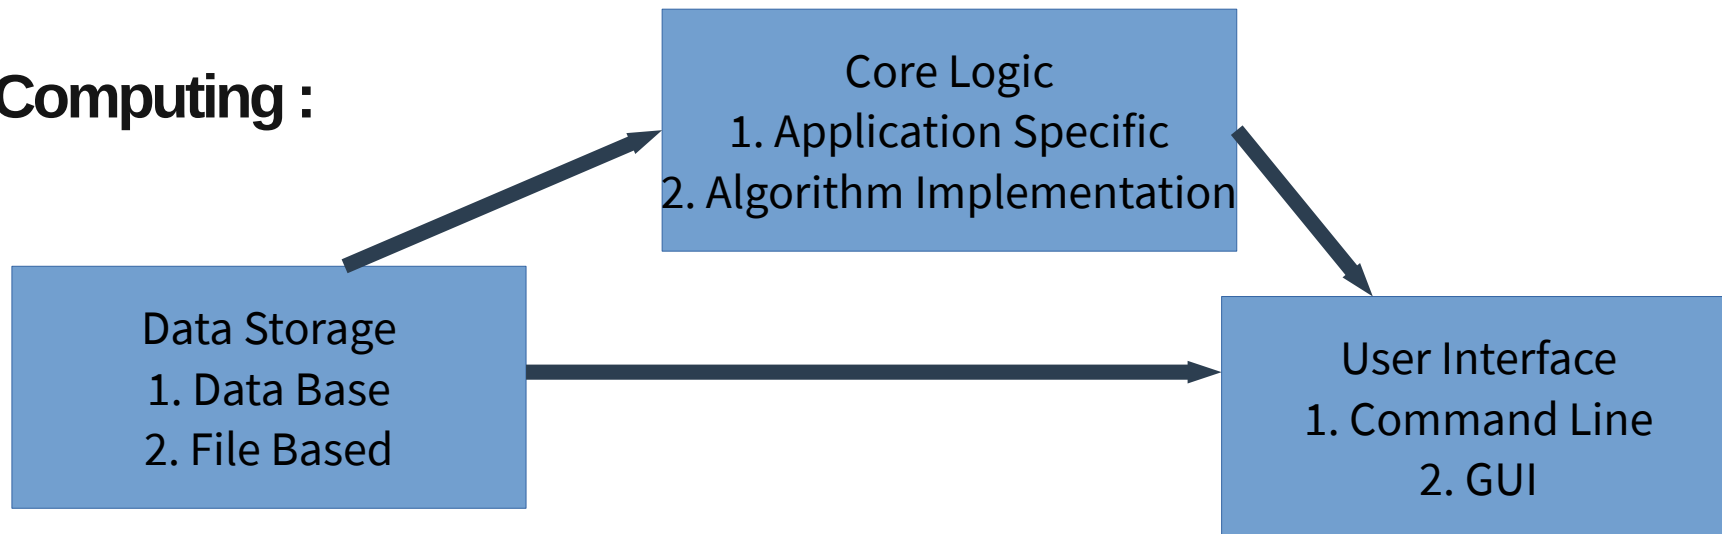 Computing :
Core Logic
1. Application Specific
2. Algorithm Implementation
Data Storage
1. Data Base
2. File Based
User Interface
1. Command Line
2. GUI